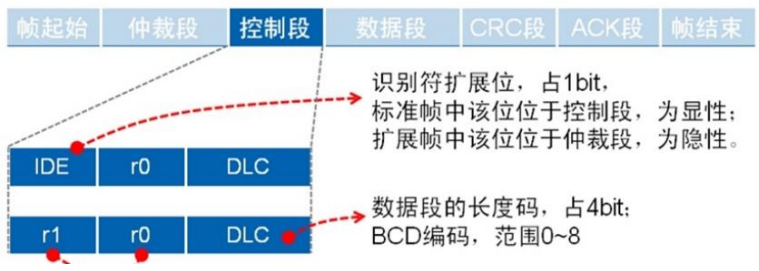 帧起始 仲裁段 控制段 数据段 CRC段 ACK段 帧结束
识别符扩展位，占1bit，
标准帧中该位位于控制段，为显性；
扩展帧中该位位于仲裁段，为隐性。
IDE r0 DLC
数据段的长度码，占4bit；
BCD编码，范围0~8
r1 r0 DLC